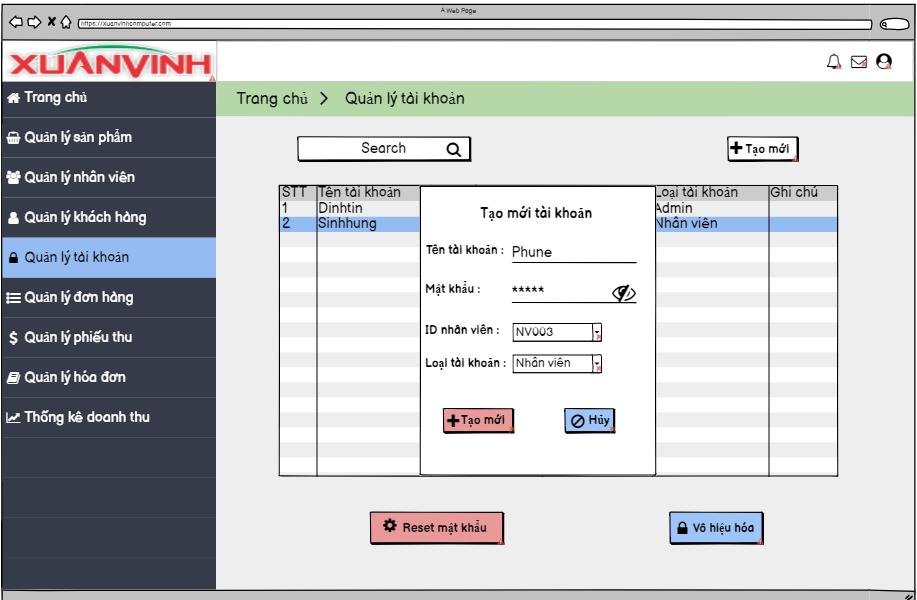 A Web Page
https://Xuanvinhcomputer.com
XUÂNVINH
Trang chủ
Quản lý sản phẩm
Quản lý nhân viên
Quản lý khách hàng
Quản lý tài khoản
Quản lý đơn hàng
Quản lý phiếu thu
Quản lý hóa đơn
Thống kê doanh thu
Trang chủ > Quản lý tài khoản
Search
Tạo mới
STT Tên tài khoản Loại tài khoản Ghi chú
1 Dinhtin Admin
2 Sinhhung Nhân viên
Tạo mới tài khoản
Tên tài khoản : Phune
Mật khẩu : *****
ID nhân viên : NV003
Loại tài khoản : Nhân viên
Tạo mới
Hủy
Reset mật khẩu
Vô hiệu hóa